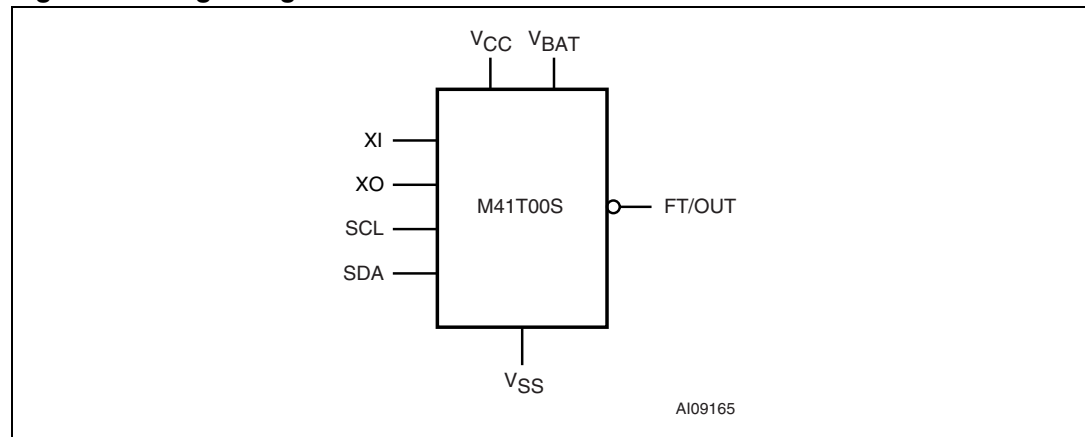 VCC VBAT
XI
XO
SCL
SDA
M41T00S
FT/OUT
VSS
AI09165